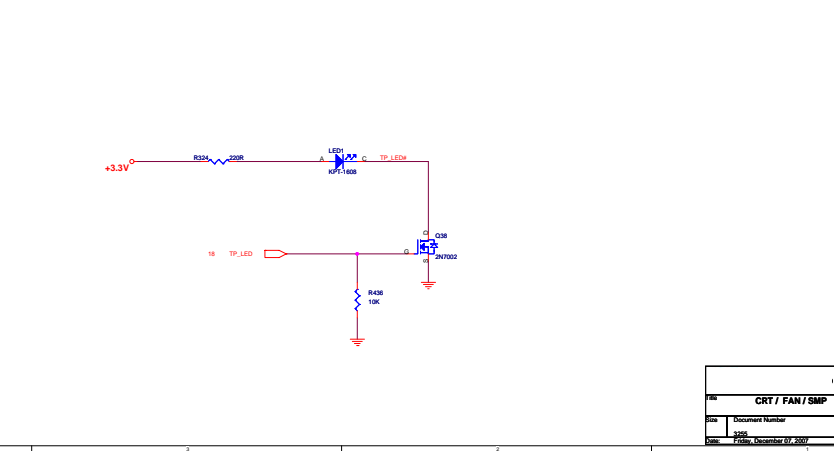 LED1
R324 220R A C TP_LED#
+3.3V
KPT-1608
D
Q38
G
18 TP_LED
2N7002
S
R436
10K
Title
CRT / FAN / SMP
Size Document Number
3255
Date: Friday, December 07, 2007
3 2 1